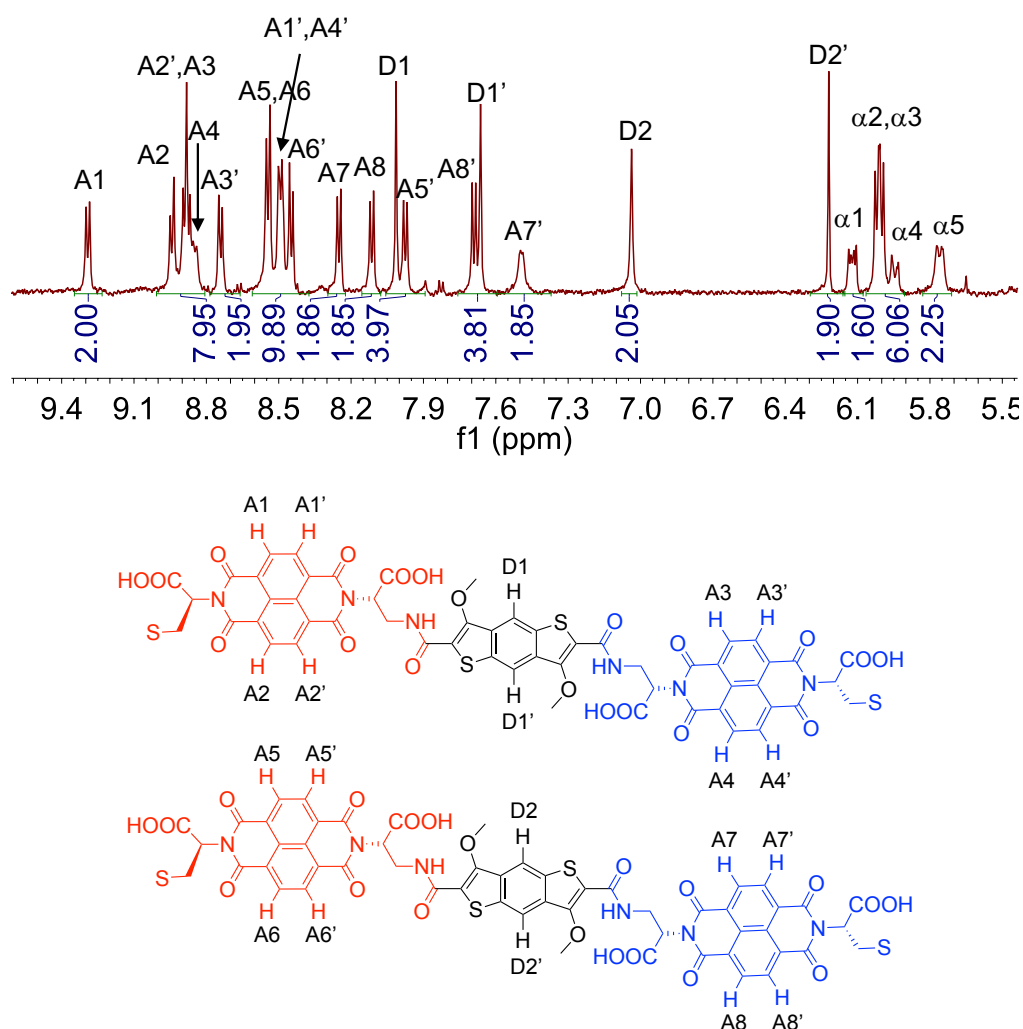 A1',A4'
A2',A3
D1
D2'
A5,A6
D1'
A4
α2,α3
A2
A6'
D2
A3'
A7
A8
A8'
A1
A5'
α1
α4
α5
A7'
2.00
7.95
1.95
9.89
1.86
1.85
3.97
3.81
1.85
2.05
1.90
1.60
6.06
2.25
9.4 9.1 8.8 8.5 8.2 7.9 7.6 7.3 7.0 6.7 6.4 6.1 5.8 5.5
f1 (ppm)
A1 A1'
H H
O O
HOOC COOH
D1
H
A3 A3'
N N
O
S
H H
S
NH
O
O O
O O
O
S
HN
N N
COOH
H H
O
H
HOOC
O O
S
A2 A2'
D1'
H H
A4 A4'
A5 A5'
H H
O O
HOOC COOH
D2
H
A7 A7'
N N
O
S
H H
S
NH
O
O O
O O
O
S
HN
N N
COOH
H H
O
H
HOOC
O O
S
A6 A6'
D2'
H H
A8 A8'